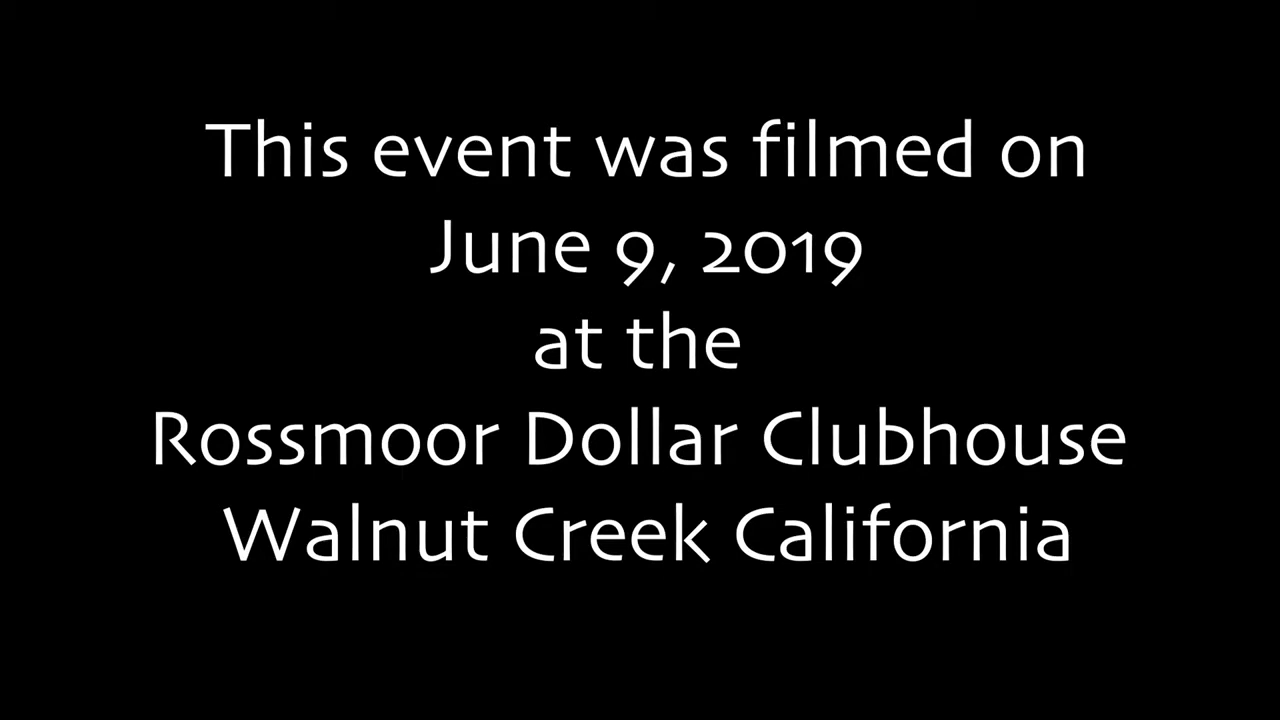 This event was filmed on
June 9, 2019
at the
Rossmoor Dollar Clubhouse
Walnut Creek California